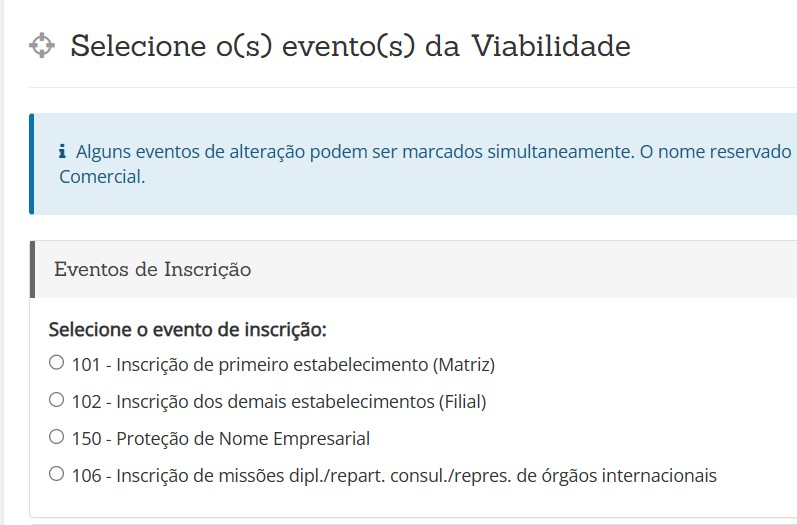 Selecione o(s) evento(s) da Viabilidade
i Alguns eventos de alteração podem ser marcados simultaneamente. O nome reservado
Comercial.
Eventos de Inscrição
Selecione o evento de inscrição:
101 - Inscrição de primeiro estabelecimento (Matriz)
102 - Inscrição dos demais estabelecimentos (Filial)
150 - Proteção de Nome Empresarial
106 - Inscrição de missões dipl./repart. consul./repres. de órgãos internacionais